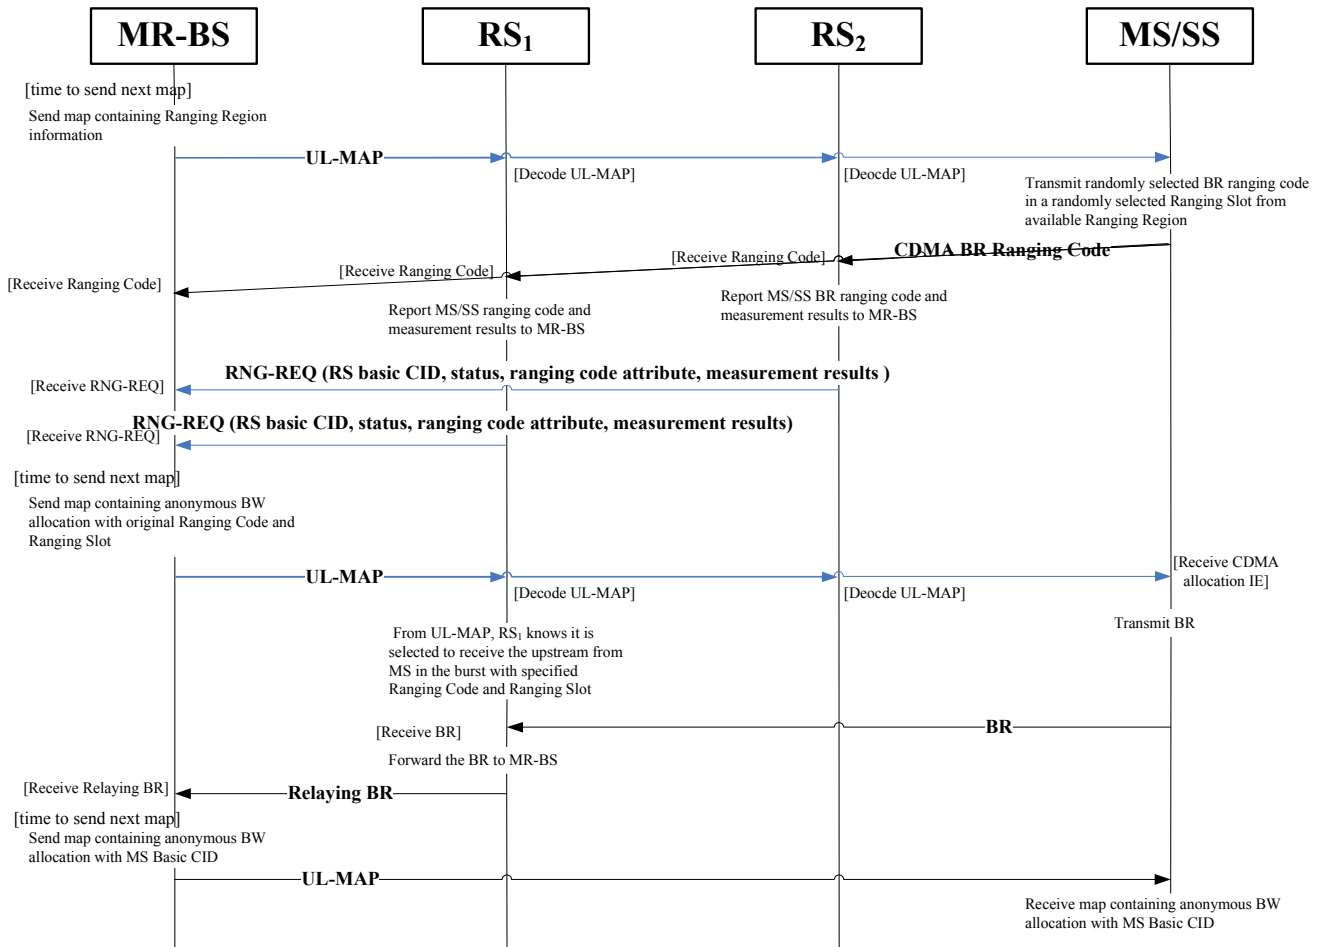 MR-BS
RS1
RS2
MS/SS
[time to send next map]
Send map containing Ranging Region
information
UL-MAP
[Decode UL-MAP]
[Deocde UL-MAP]
Transmit randomly selected BR ranging code
in a randomly selected Ranging Slot from
available Ranging Region
CDMA BR Ranging Code
[Receive Ranging Code]
[Receive Ranging Code]
[Receive Ranging Code]
Report MS/SS BR ranging code and
measurement results to MR-BS
Report MS/SS ranging code and
measurement results to MR-BS
RNG-REQ (RS basic CID, status, ranging code attribute, measurement results )
[Receive RNG-REQ]
RNG-REQ (RS basic CID, status, ranging code attribute, measurement results)
[Receive RNG-REQ]
[time to send next map]
Send map containing anonymous BW
allocation with original Ranging Code and
Ranging Slot
UL-MAP
[Decode UL-MAP]
[Deocde UL-MAP]
[Receive CDMA
allocation IE]
Transmit BR
From UL-MAP, RS1 knows it is
selected to receive the upstream from
MS in the burst with specified
Ranging Code and Ranging Slot
BR
[Receive BR]
Forward the BR to MR-BS
[Receive Relaying BR]
Relaying BR
[time to send next map]
Send map containing anonymous BW
allocation with MS Basic CID
UL-MAP
Receive map containing anonymous BW
allocation with MS Basic CID